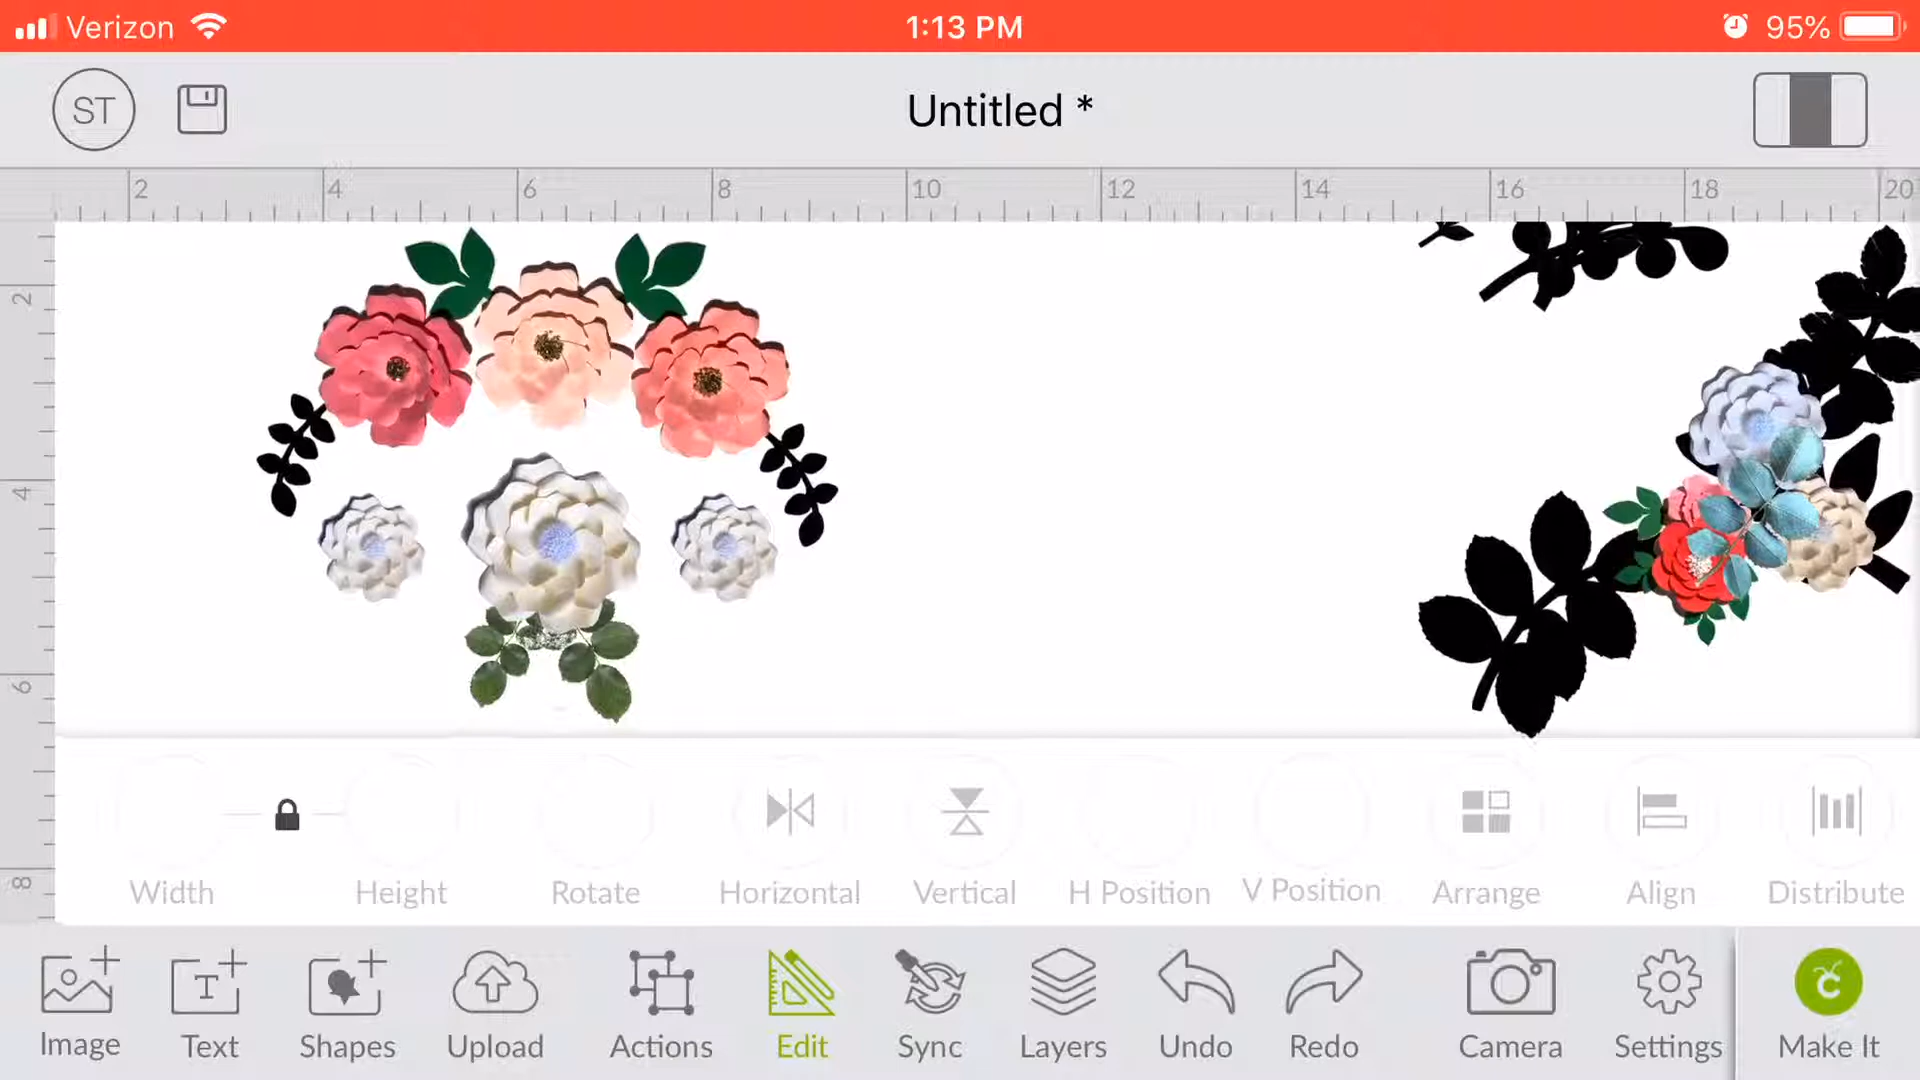 Verizon 1:13 PM 95%
ST Untitled *
2 4 6 8 10 12 14 16 18 20
2
4
6
8
Width Height Rotate Horizontal Vertical H Position V Position Arrange Align Distribute
Image Text Shapes Upload Actions Edit Sync Layers Undo Redo Camera Settings Make It